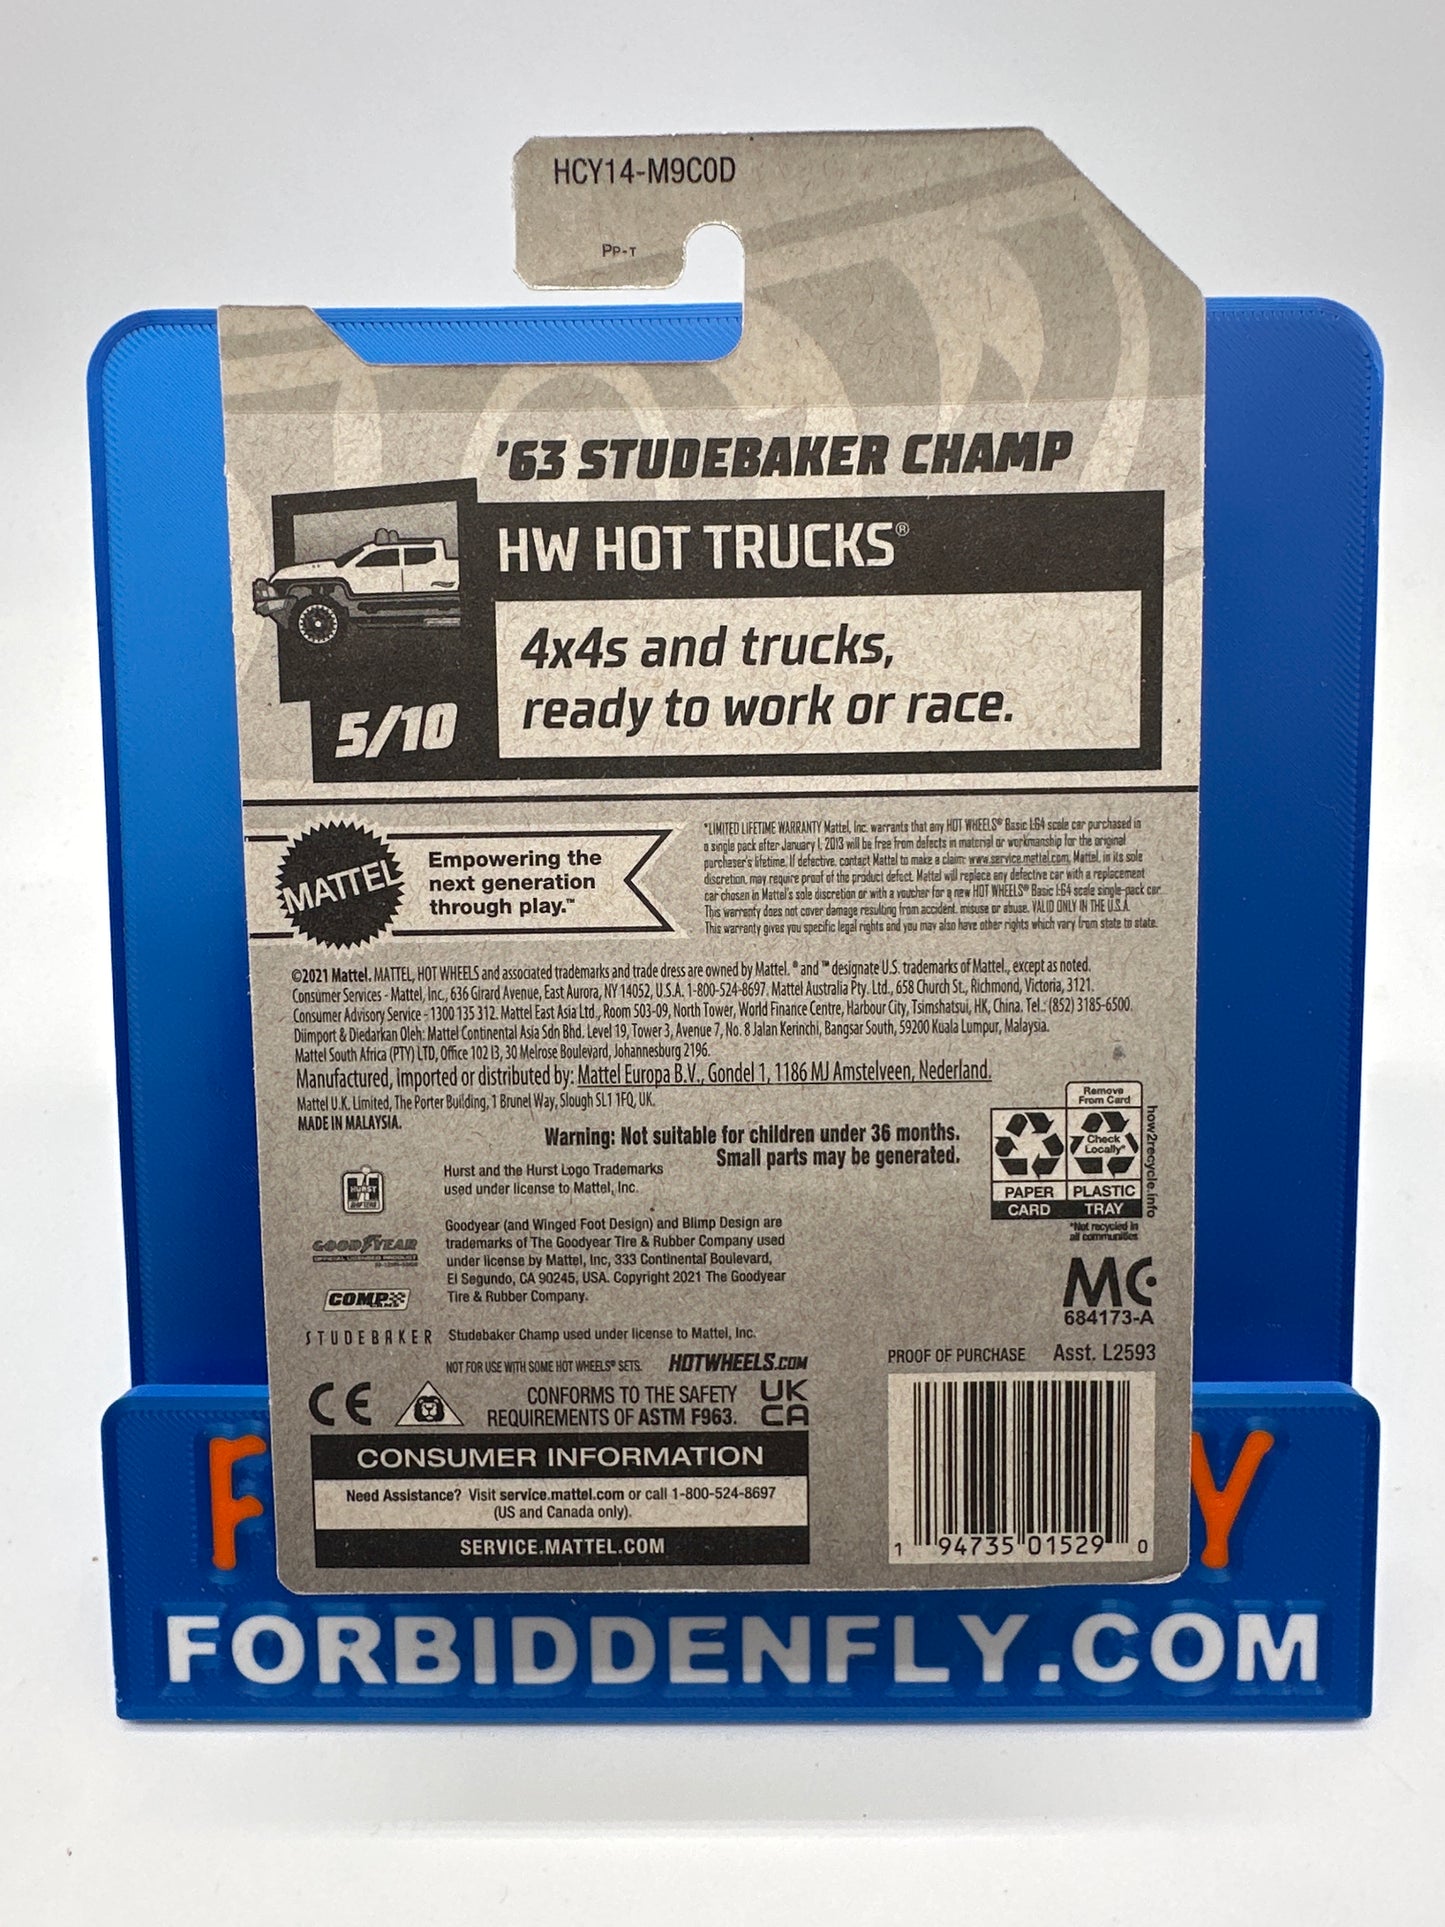 HCY14-M9C0D
PP-T
'63 STUDEBAKER CHAMP
HW HOT TRUCKS®
4x4s and trucks,
ready to work or race.
5/10
MATTEL
Empowering the
next generation
through play.™
*LIMITED LIFETIME WARRANTY Mattel, Inc. warrants that any HOT WHEELS® Basic 1:64 scale car purchased in
a single pack after January 1, 2013 will be free from defects in material or workmanship for the original
purchaser's lifetime. If defective, contact Mattel to make a claim: www.service.mattel.com. Mattel, in its sole
discretion, may require proof of the product defect. Mattel will replace any defective car with a replacement
car chosen in Mattel's sole discretion or with a voucher for a new HOT WHEELS® Basic 1:64 scale single-pack car.
This warranty does not cover damage resulting from accident, misuse or abuse. VALID ONLY IN THE U.S.A.
This warranty gives you specific legal rights and you may also have other rights which vary from state to state.
©2021 Mattel. MATTEL, HOT WHEELS and associated trademarks and trade dress are owned by Mattel. ® and ™ designate U.S. trademarks of Mattel., except as noted.
Consumer Services - Mattel, Inc., 636 Girard Avenue, East Aurora, NY 14052, U.S.A. 1-800-524-8697. Mattel Australia Pty. Ltd., 658 Church St., Richmond, Victoria, 3121.
Consumer Advisory Service - 1300 135 312. Mattel East Asia Ltd., Room 503-09, North Tower, World Finance Centre, Harbour City, Tsimshatsui, HK, China. Tel.: (852) 3185-6500.
Diimport & Diedarkan Oleh: Mattel Continental Asia Sdn Bhd. Level 19, Tower 3, Avenue 7, No. 8 Jalan Kerinchi, Bangsar South, 59200 Kuala Lumpur, Malaysia.
Mattel South Africa (PTY) LTD, Office 102 I3, 30 Melrose Boulevard, Johannesburg 2196.
Manufactured, imported or distributed by: Mattel Europa B.V., Gondel 1, 1186 MJ Amstelveen, Nederland.
Mattel U.K. Limited, The Porter Building, 1 Brunel Way, Slough SL1 1FQ, UK.
MADE IN MALAYSIA.
Warning: Not suitable for children under 36 months.
Small parts may be generated.
Remove
From Card
Check
Locally*
PAPER
CARD
PLASTIC
TRAY
how2recycle.info
*Not recycled in
all communities
HURST
SHIFTERS
Hurst and the Hurst Logo Trademarks
used under license to Mattel, Inc.
GOODYEAR
OFFICIAL LICENSED PRODUCT
Goodyear (and Winged Foot Design) and Blimp Design are
trademarks of The Goodyear Tire & Rubber Company used
under license by Mattel, Inc, 333 Continental Boulevard,
El Segundo, CA 90245, USA. Copyright 2021 The Goodyear
Tire & Rubber Company.
COMP
CAMS
STUDEBAKER
Studebaker Champ used under license to Mattel, Inc.
MC
684173-A
NOT FOR USE WITH SOME HOT WHEELS® SETS.
HOTWHEELS.COM
PROOF OF PURCHASE
Asst. L2593
CE
CONFORMS TO THE SAFETY
REQUIREMENTS OF ASTM F963.
UK
CA
CONSUMER INFORMATION
Need Assistance? Visit service.mattel.com or call 1-800-524-8697
(US and Canada only).
SERVICE.MATTEL.COM
1 94735 01529 0
F
Y
FORBIDDENFLY.COM